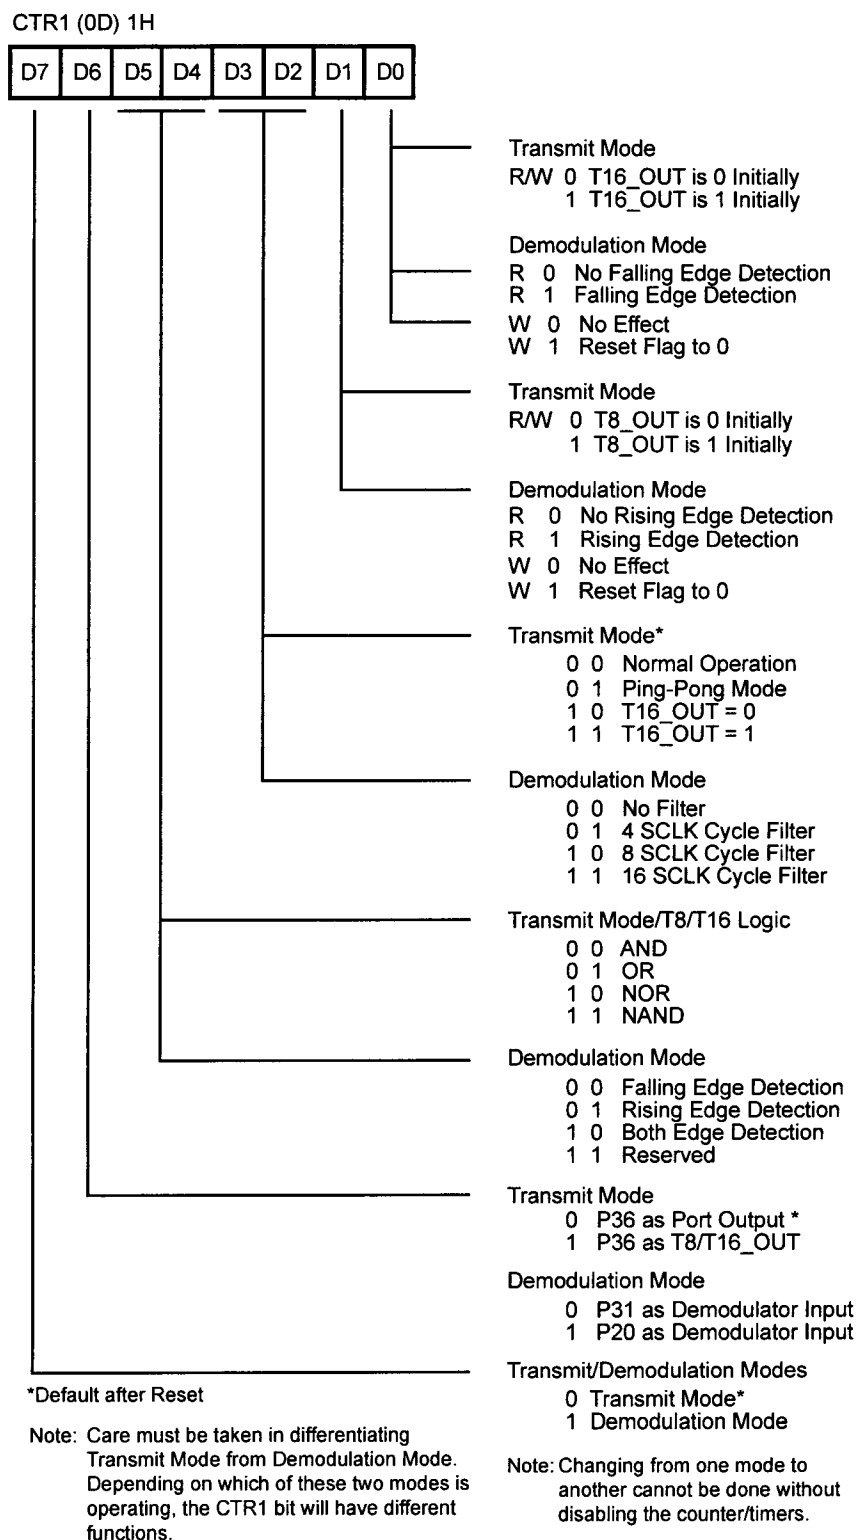 CTR1 (0D) 1H
D7 D6 D5 D4 D3 D2 D1 D0
Transmit Mode
R/W 0 T16_OUT is 0 Initially
1 T16_OUT is 1 Initially
Demodulation Mode
R 0 No Falling Edge Detection
R 1 Falling Edge Detection
W 0 No Effect
W 1 Reset Flag to 0
Transmit Mode
R/W 0 T8_OUT is 0 Initially
1 T8_OUT is 1 Initially
Demodulation Mode
R 0 No Rising Edge Detection
R 1 Rising Edge Detection
W 0 No Effect
W 1 Reset Flag to 0
Transmit Mode*
0 0 Normal Operation
0 1 Ping-Pong Mode
1 0 T16_OUT = 0
1 1 T16_OUT = 1
Demodulation Mode
0 0 No Filter
0 1 4 SCLK Cycle Filter
1 0 8 SCLK Cycle Filter
1 1 16 SCLK Cycle Filter
Transmit Mode/T8/T16 Logic
0 0 AND
0 1 OR
1 0 NOR
1 1 NAND
Demodulation Mode
0 0 Falling Edge Detection
0 1 Rising Edge Detection
1 0 Both Edge Detection
1 1 Reserved
Transmit Mode
0 P36 as Port Output *
1 P36 as T8/T16_OUT
Demodulation Mode
0 P31 as Demodulator Input
1 P20 as Demodulator Input
Transmit/Demodulation Modes
0 Transmit Mode*
1 Demodulation Mode
*Default after Reset
Note: Care must be taken in differentiating
Transmit Mode from Demodulation Mode.
Depending on which of these two modes is
operating, the CTR1 bit will have different
functions.
Note: Changing from one mode to
another cannot be done without
disabling the counter/timers.